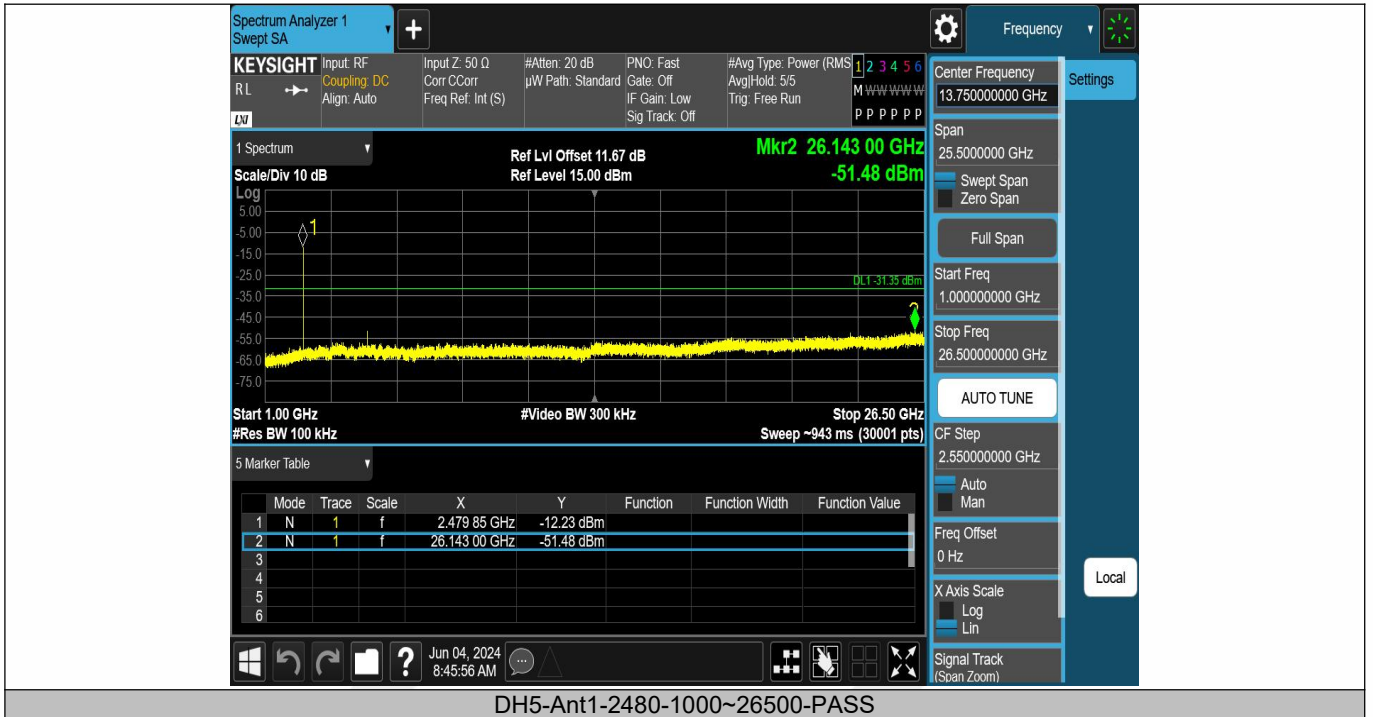 Spectrum Analyzer 1
Swept SA
+
Frequency
KEYSIGHT
RL
LXI
Input: RF
Coupling: DC
Align: Auto
Input Z: 50 Ω
Corr CCorr
Freq Ref: Int (S)
#Atten: 20 dB
µW Path: Standard
PNO: Fast
Gate: Off
IF Gain: Low
Sig Track: Off
#Avg Type: Power (RMS
Avg|Hold: 5/5
Trig: Free Run
1 2 3 4 5 6
M W W W W W
P P P P P P
Center Frequency
13.750000000 GHz
Settings
1 Spectrum
Scale/Div 10 dB
Ref Lvl Offset 11.67 dB
Ref Level 15.00 dBm
Mkr2 26.143 00 GHz
-51.48 dBm
Log
5.00
-5.00
-15.0
-25.0
-35.0
-45.0
-55.0
-65.0
-75.0
1
DL1 -31.35 dBm
2
Start 1.00 GHz
#Video BW 300 kHz
Stop 26.50 GHz
#Res BW 100 kHz
Sweep ~943 ms (30001 pts)
Span
25.5000000 GHz
Swept Span
Zero Span
Full Span
Start Freq
1.000000000 GHz
Stop Freq
26.500000000 GHz
AUTO TUNE
CF Step
2.550000000 GHz
Auto
Man
Freq Offset
0 Hz
X Axis Scale
Log
Lin
Signal Track
(Span Zoom)
Local
5 Marker Table
Mode Trace Scale X Y Function Function Width Function Value
1 N 1 f 2.479 85 GHz -12.23 dBm
2 N 1 f 26.143 00 GHz -51.48 dBm
3
4
5
6
?
Jun 04, 2024
8:45:56 AM
DH5-Ant1-2480-1000~26500-PASS